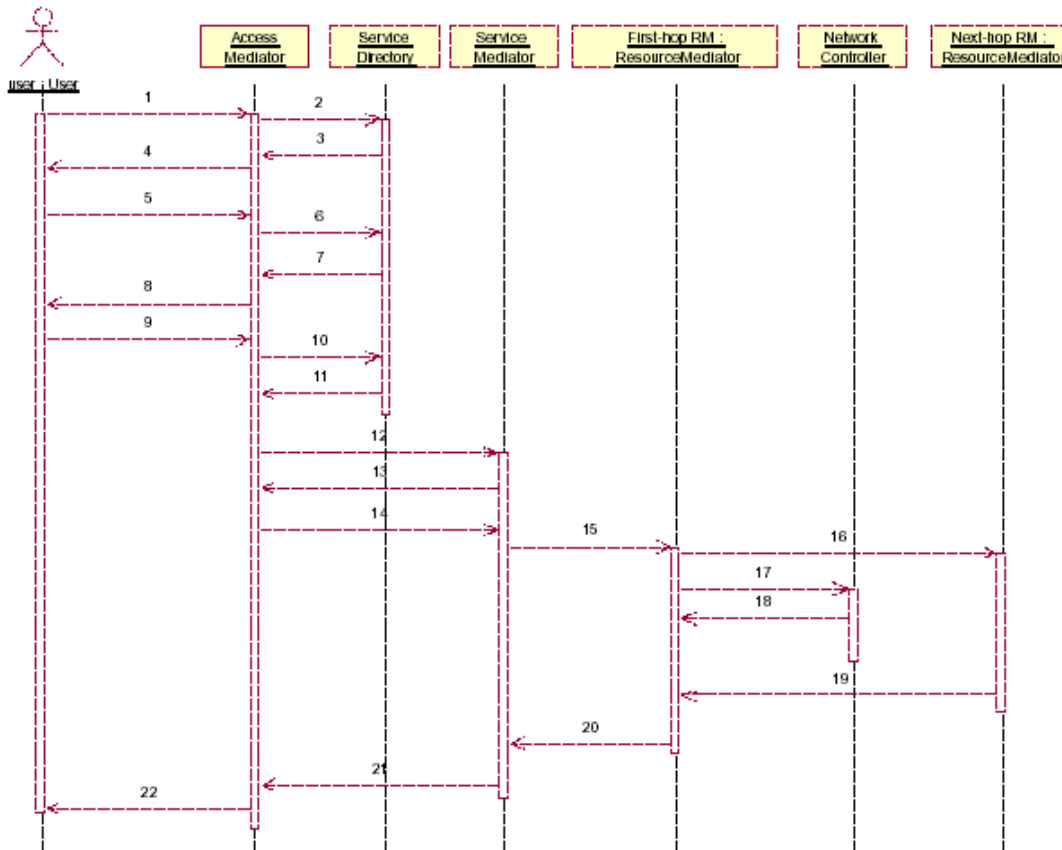 Access
Mediator
Service
Directory
Service
Mediator
First-hop RM :
ResourceMediator
Network
Controller
Next-hop RM :
ResourceMediator
user : User
1
2
3
4
5
6
7
8
9
10
11
12
13
14
15
16
17
18
19
20
21
22